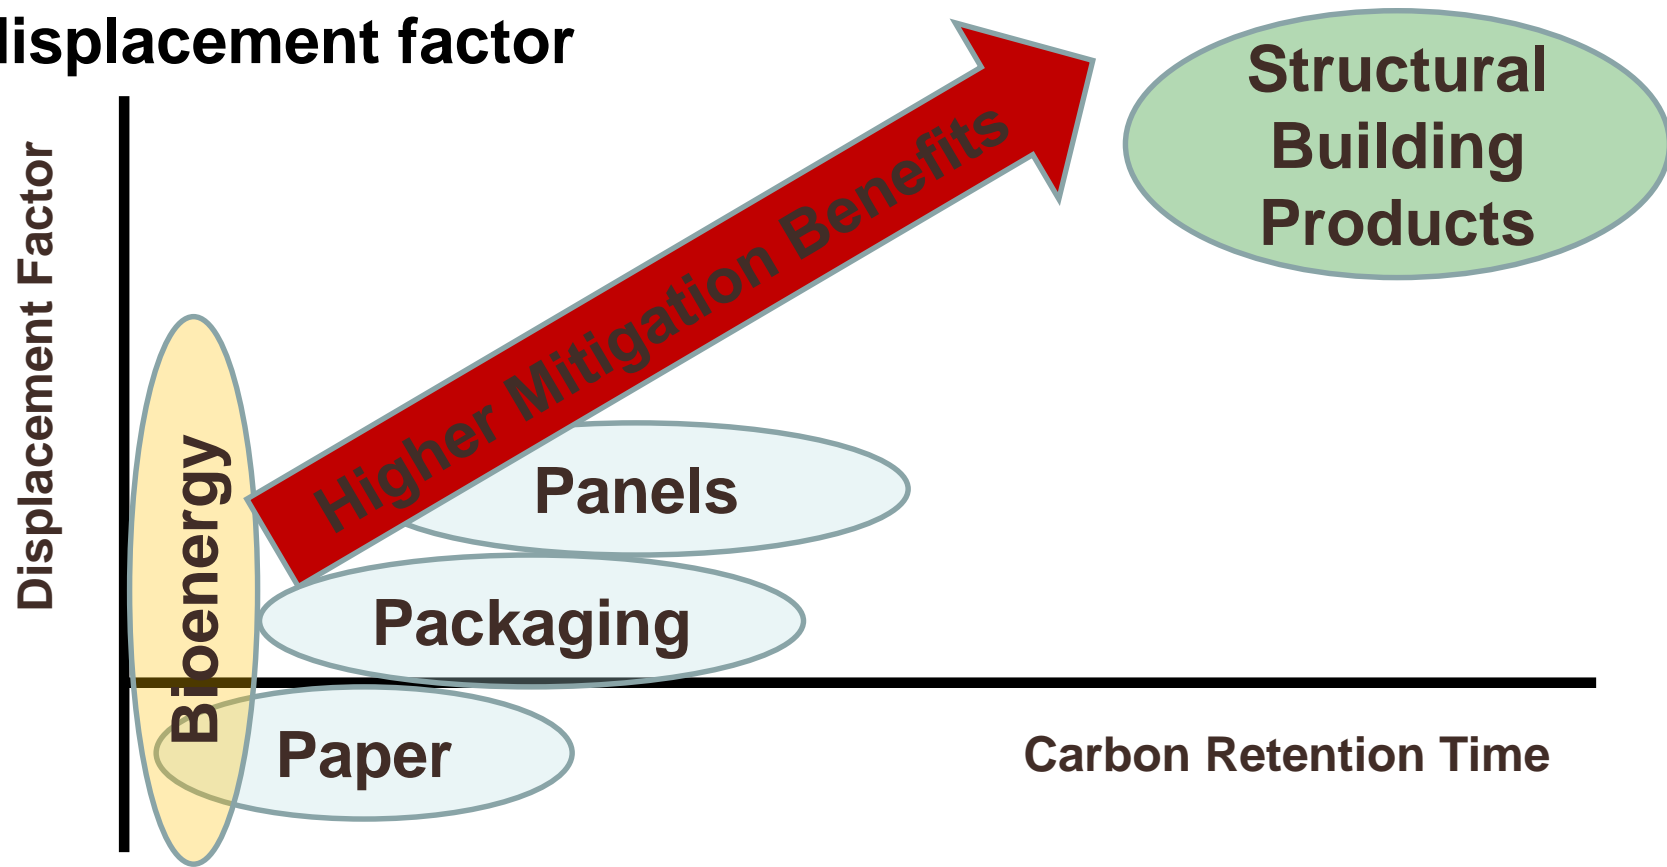 displacement factor
Structural
Building
Products
Displacement Factor
Higher Mitigation Benefits
Bioenergy
Panels
Packaging
Paper
Carbon Retention Time